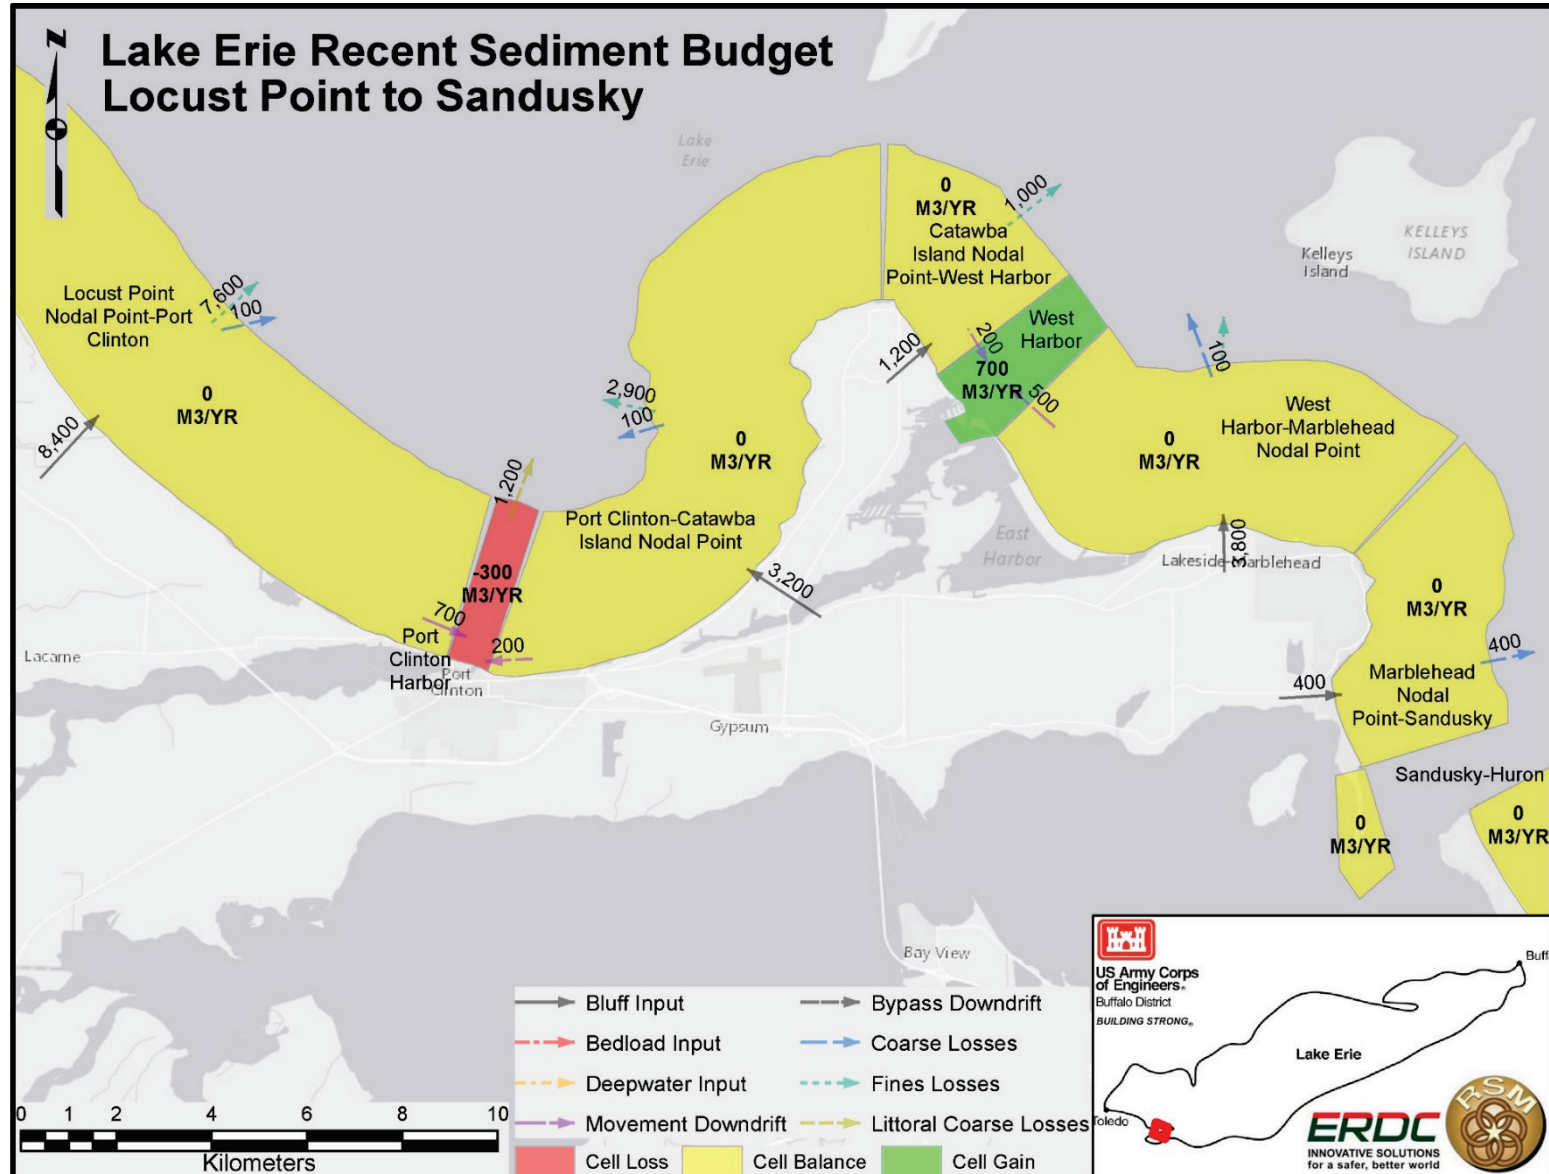 N
Lake Erie Recent Sediment Budget
Locust Point to Sandusky
Lake
Erie
0
M3/YR
Catawba
Island Nodal
Point-West Harbor
1,000
KELLEYS
ISLAND
Kelleys
Island
Locust Point
Nodal Point-Port
Clinton
7,600
100
0
M3/YR
8,400
West
Harbor
200
700
M3/YR
500
1,200
100
2,900
100
0
M3/YR
West
Harbor-Marblehead
Nodal Point
0
M3/YR
1,200
Port Clinton-Catawba
Island Nodal Point
-300
M3/YR
3,200
East
Harbor
3,800
Lakeside-Marblehead
0
M3/YR
700
200
Port
Clinton
Harbor
Port
Clinton
Lacarne
Gypsum
400
400
Marblehead
Nodal
Point-Sandusky
Sandusky-Huron
0
M3/YR
0
M3/YR
Bay View
Bluff Input
Bypass Downdrift
Bedload Input
Coarse Losses
Deepwater Input
Fines Losses
Movement Downdrift
Littoral Coarse Losses
Cell Loss
Cell Balance
Cell Gain
0 1 2 4 6 8 10
Kilometers
US Army Corps
of Engineers®
Buffalo District
BUILDING STRONG®
Buff
Lake Erie
Toledo
ERDC
INNOVATIVE SOLUTIONS
for a safer, better world
RSM